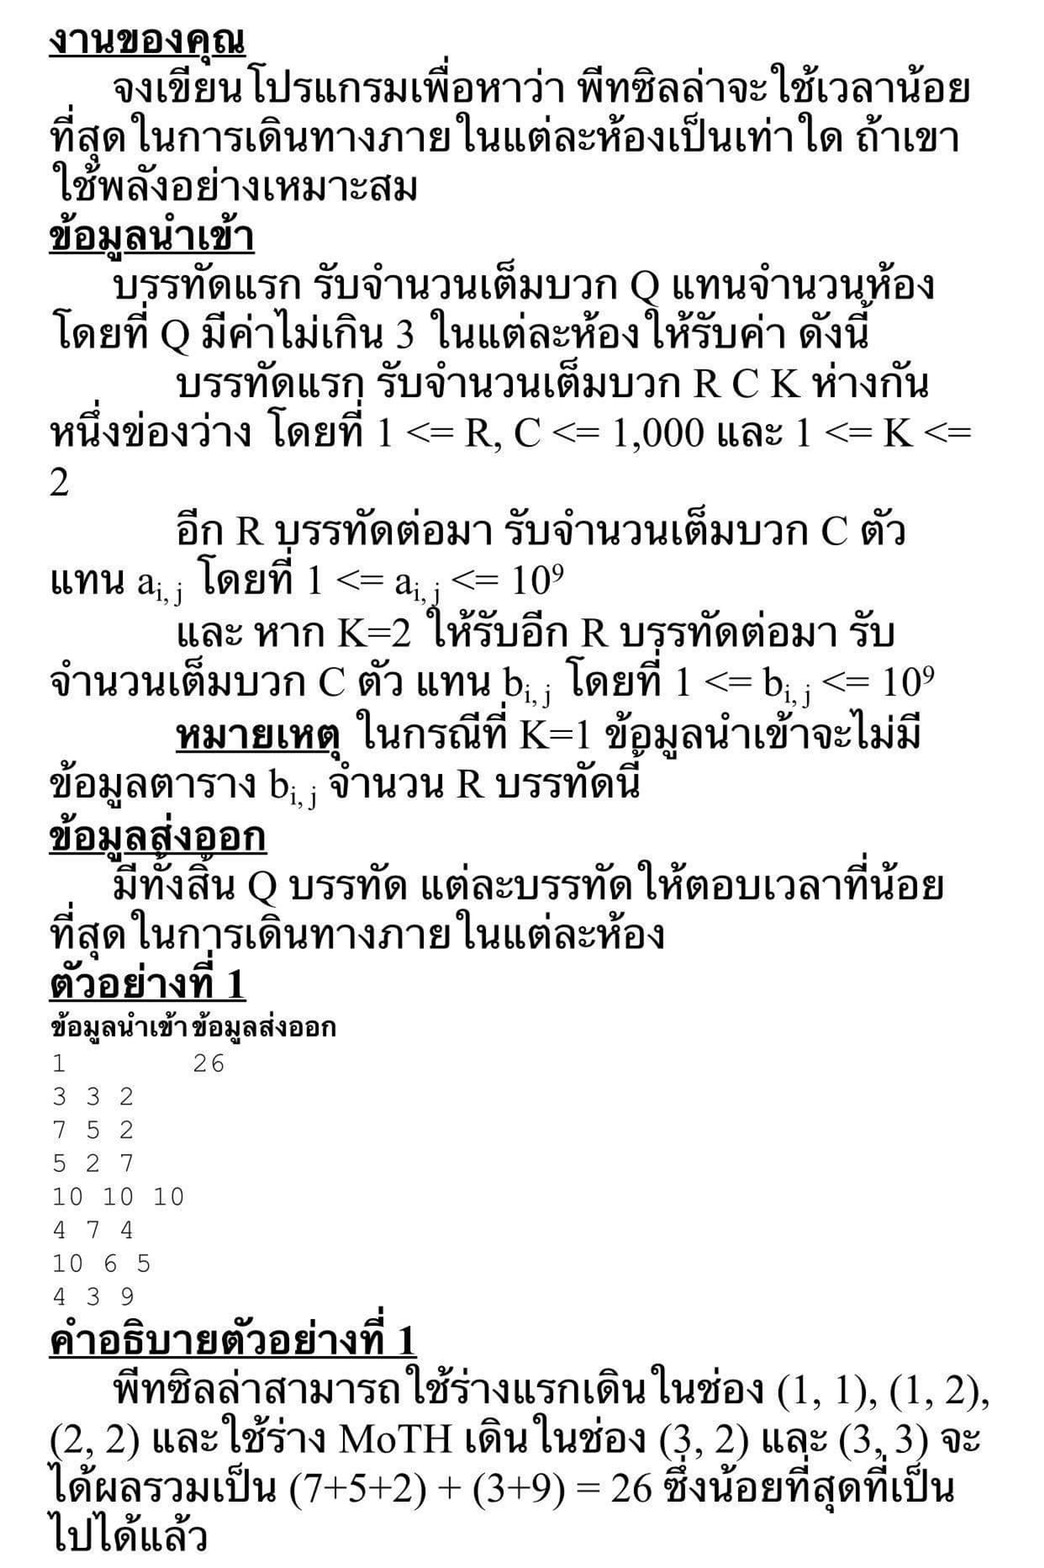 งานของคุณ
จงเขียนโปรแกรมเพื่อหาว่า พีทซิลล่าจะใช้เวลาน้อย
ที่สุดในการเดินทางภายในแต่ละห้องเป็นเท่าใด ถ้าเขา
ใช้พลังอย่างเหมาะสม
ข้อมูลนำเข้า
บรรทัดแรก รับจำนวนเต็มบวก Q แทนจำนวนห้อง
โดยที่ Q มีค่าไม่เกิน 3 ในแต่ละห้องให้รับค่า ดังนี้
บรรทัดแรก รับจำนวนเต็มบวก R C K ห่างกัน
หนึ่งช่องว่าง โดยที่ 1 <= R, C <= 1,000 และ 1 <= K <=
2
อีก R บรรทัดต่อมา รับจำนวนเต็มบวก C ตัว
แทน a i, j โดยที่ 1 <= a i, j <= 10⁹
และ หาก K=2 ให้รับอีก R บรรทัดต่อมา รับ
จำนวนเต็มบวก C ตัว แทน b i, j โดยที่ 1 <= b i, j <= 10⁹
หมายเหตุ ในกรณีที่ K=1 ข้อมูลนำเข้าจะไม่มี
ข้อมูลตาราง b i, j จำนวน R บรรทัดนี้
ข้อมูลส่งออก
มีทั้งสิ้น Q บรรทัด แต่ละบรรทัดให้ตอบเวลาที่น้อย
ที่สุดในการเดินทางภายในแต่ละห้อง
ตัวอย่างที่ 1
ข้อมูลนำเข้า ข้อมูลส่งออก
1 26
3 3 2
7 5 2
5 2 7
10 10 10
4 7 4
10 6 5
4 3 9
คำอธิบายตัวอย่างที่ 1
พีทซิลล่าสามารถใช้ร่างแรกเดินในช่อง (1, 1), (1, 2),
(2, 2) และใช้ร่าง MoTH เดินในช่อง (3, 2) และ (3, 3) จะ
ได้ผลรวมเป็น (7+5+2) + (3+9) = 26 ซึ่งน้อยที่สุดที่เป็น
ไปได้แล้ว